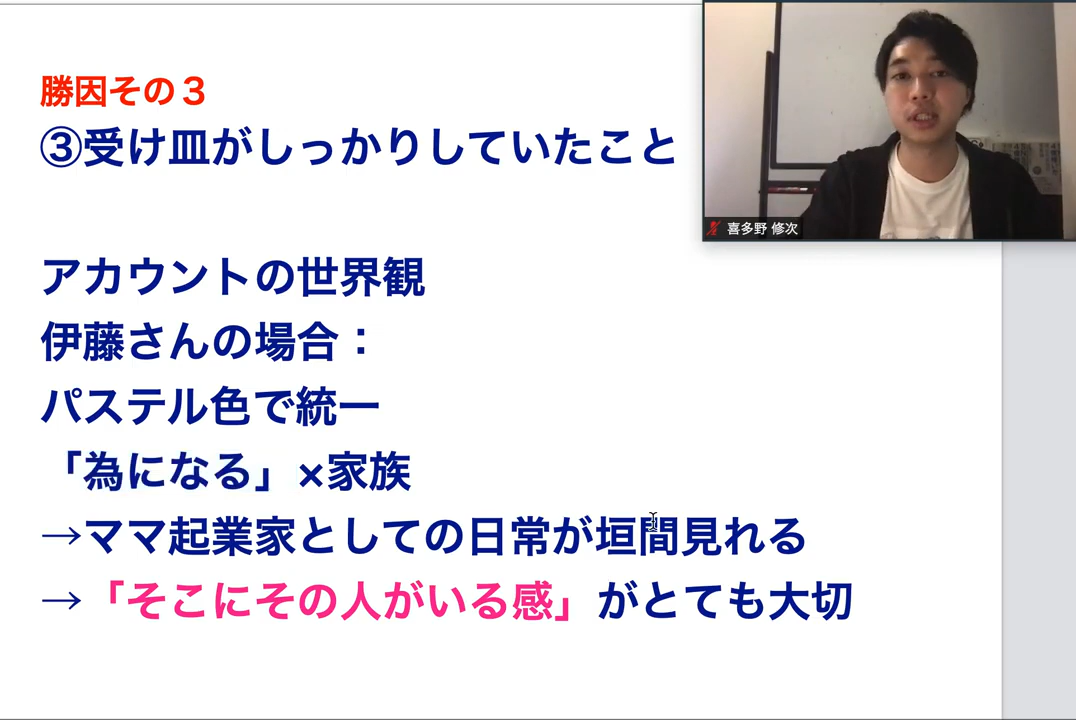 勝因その３
③受け皿がしっかりしていたこと
喜多野 修次
アカウントの世界観
伊藤さんの場合：
パステル色で統一
「為になる」×家族
→ママ起業家としての日常が垣間見れる
→「そこにその人がいる感」がとても大切